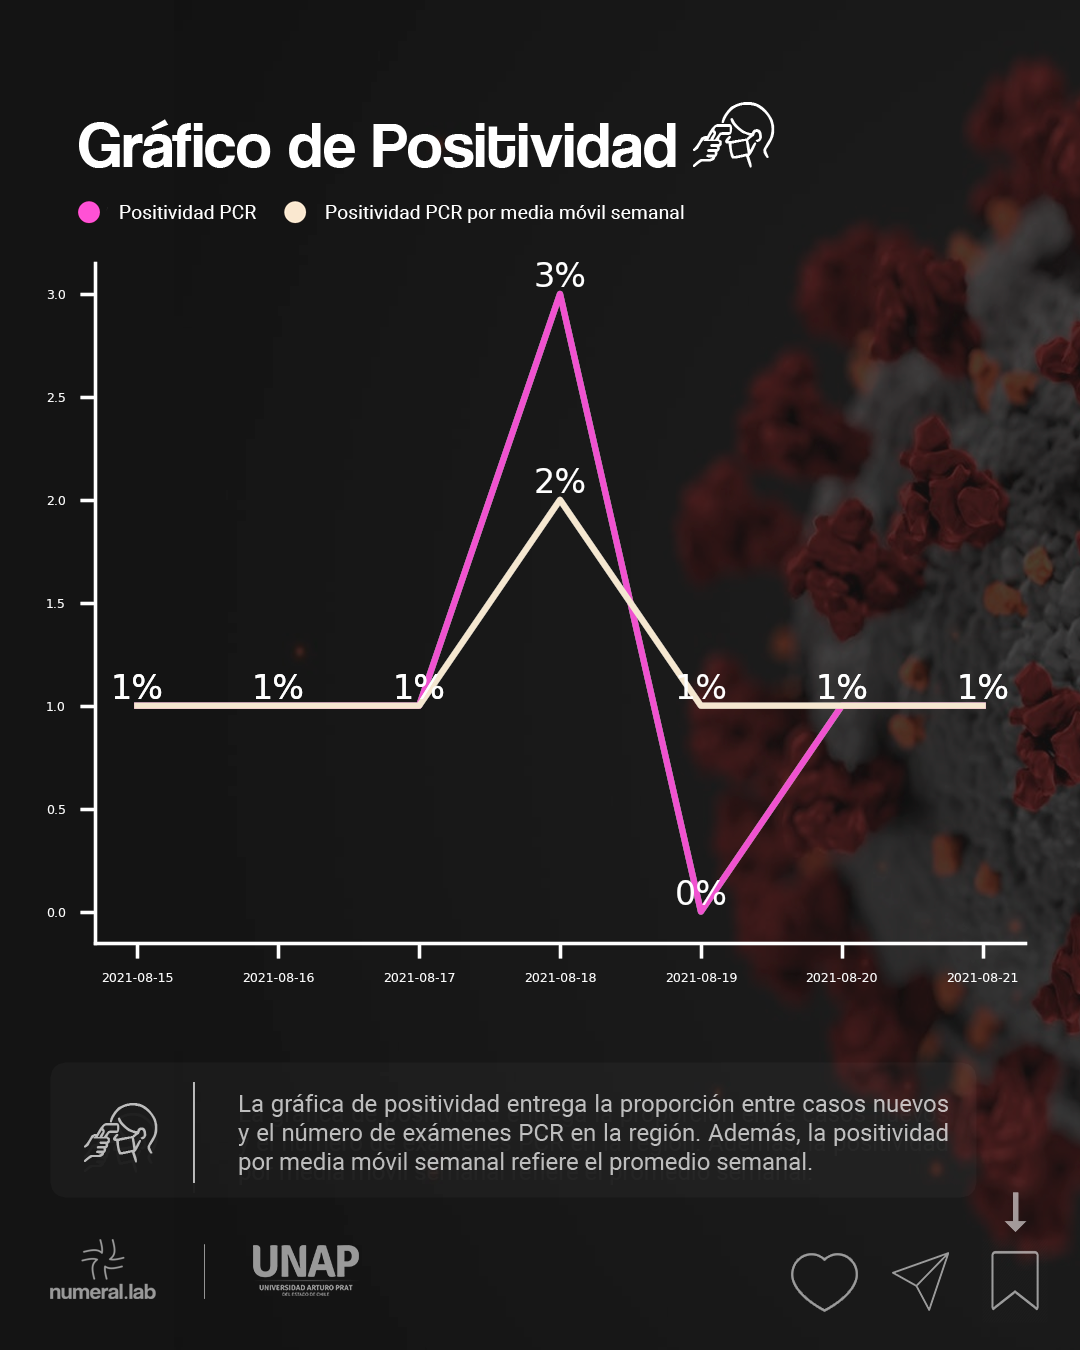 Gráfico de Positividad
Positividad PCR Positividad PCR por media móvil semanal
3%
3.0
2.5
2%
2.0
1.5
1% 1% 1% 1% 1% 1%
1.0
0.5
0%
0.0
2021-08-15 2021-08-16 2021-08-17 2021-08-18 2021-08-19 2021-08-20 2021-08-21
La gráfica de positividad entrega la proporción entre casos nuevos
y el número de exámenes PCR en la región. Además, la positividad
por media móvil semanal refiere el promedio semanal.
numeral.lab
UNAP
UNIVERSIDAD ARTURO PRAT
DEL ESTADO DE CHILE